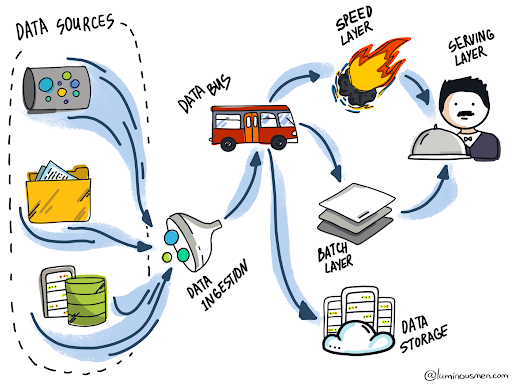 DATA SOURCES
DATA BUS
SPEED
LAYER
SERVING
LAYER
DATA
INGESTION
BATCH
LAYER
DATA
STORAGE
@luminousmen.com